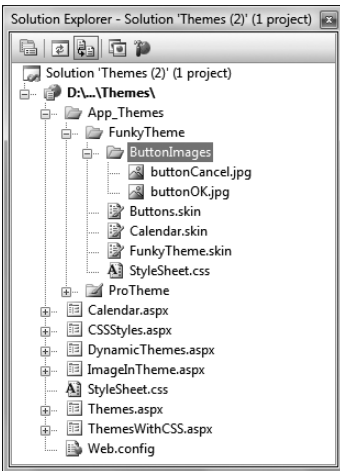 Solution Explorer - Solution 'Themes (2)' (1 project)
Solution 'Themes (2)' (1 project)
D:\...\Themes\
App_Themes
FunkyTheme
ButtonImages
buttonCancel.jpg
buttonOK.jpg
Buttons.skin
Calendar.skin
FunkyTheme.skin
StyleSheet.css
ProTheme
Calendar.aspx
CSSStyles.aspx
DynamicThemes.aspx
ImageInTheme.aspx
StyleSheet.css
Themes.aspx
ThemesWithCSS.aspx
Web.config